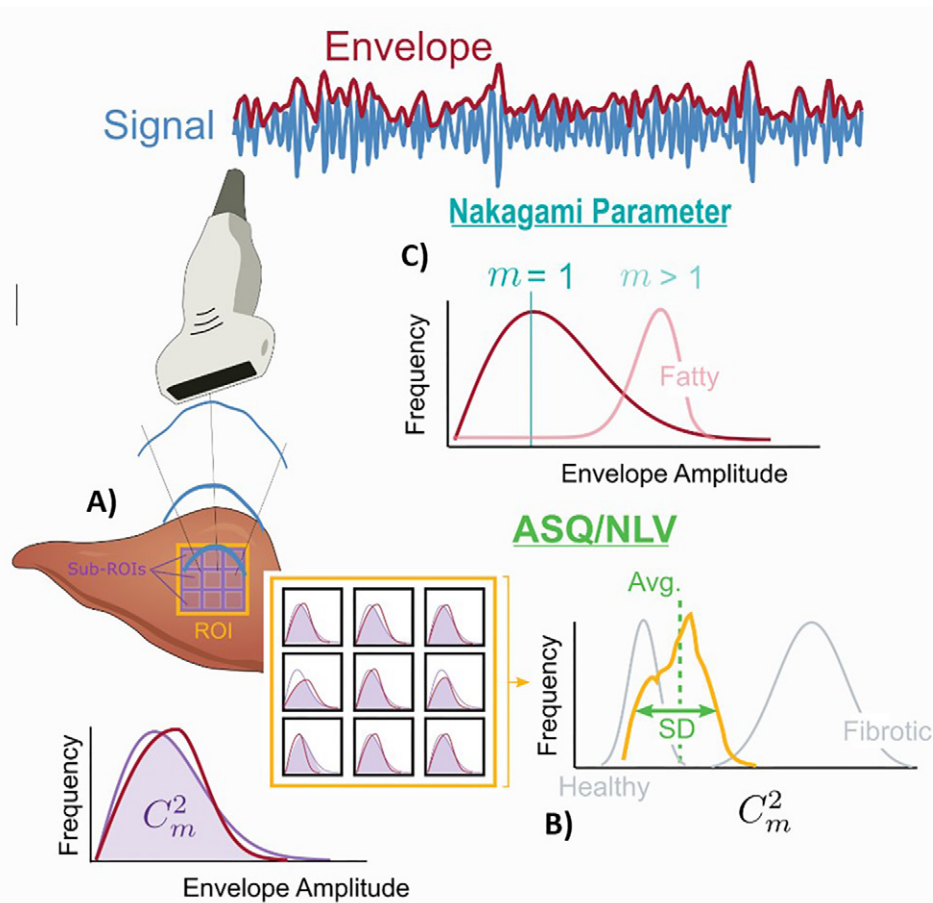 Envelope
Signal
Nakagami Parameter
C)
m = 1
m > 1
Frequency
Fatty
Envelope Amplitude
A)
Sub-ROIs
ROI
ASQ/NLV
Avg.
Frequency
SD
Healthy
Fibrotic
B)
C²ₘ
Frequency
C²ₘ
Envelope Amplitude